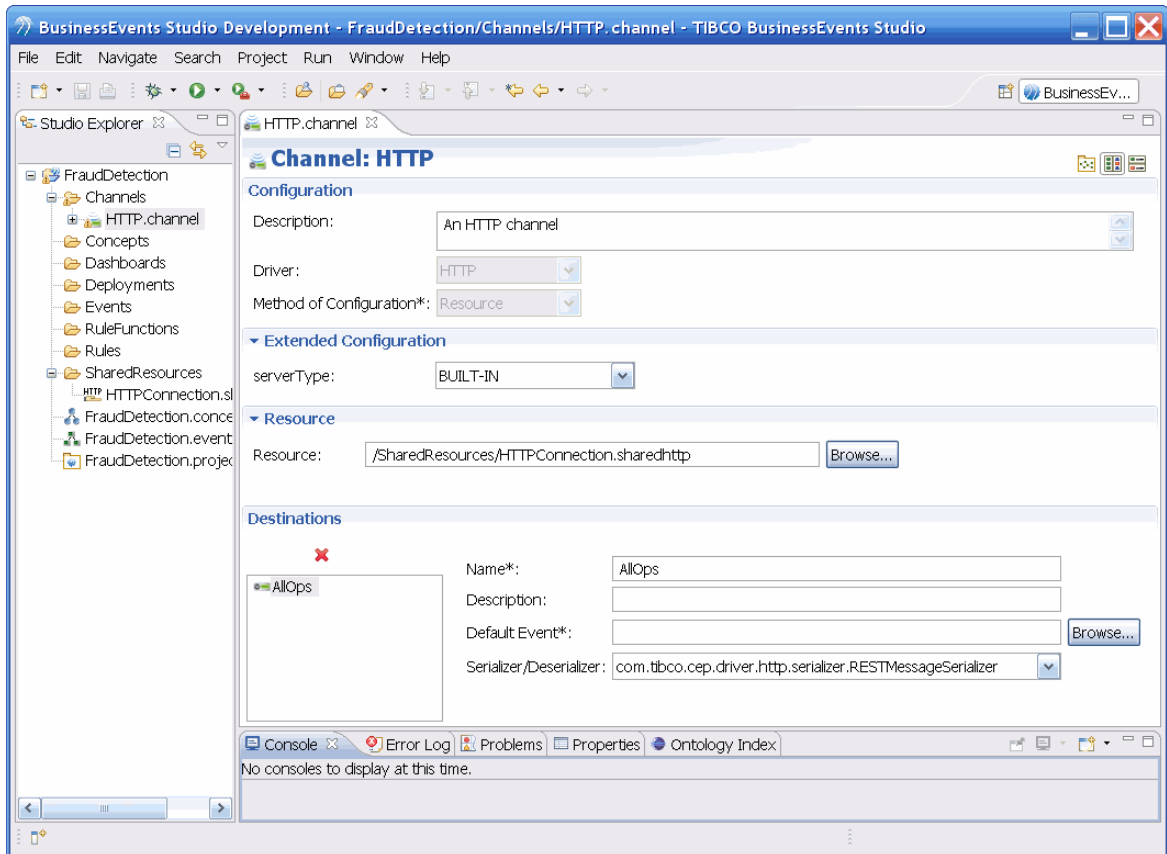 BusinessEvents Studio Development - FraudDetection/Channels/HTTP.channel - TIBCO BusinessEvents Studio
File Edit Navigate Search Project Run Window Help
BusinessEv...
Studio Explorer
HTTP.channel
FraudDetection
Channels
HTTP.channel
Concepts
Dashboards
Deployments
Events
RuleFunctions
Rules
SharedResources
HTTP HTTPConnection.sl
FraudDetection.conce
FraudDetection.event
FraudDetection.projec
Channel: HTTP
Configuration
Description: An HTTP channel
Driver: HTTP
Method of Configuration*: Resource
Extended Configuration
serverType: BUILT-IN
Resource
Resource: /SharedResources/HTTPConnection.sharedhttp Browse...
Destinations
AllOps
Name*: AllOps
Description:
Default Event*: Browse...
Serializer/Deserializer: com.tibco.cep.driver.http.serializer.RESTMessageSerializer
Console Error Log Problems Properties Ontology Index
No consoles to display at this time.